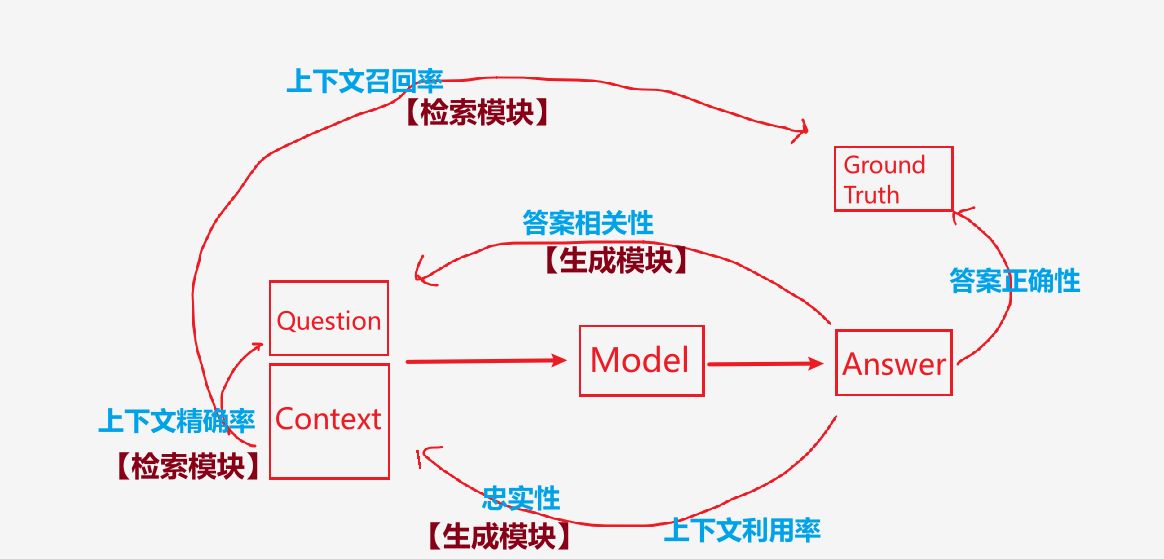 上下文召回率
【检索模块】
Ground
Truth
答案相关性
【生成模块】
答案正确性
Question
Model
Answer
Context
上下文精确率
【检索模块】
忠实性
上下文利用率
【生成模块】